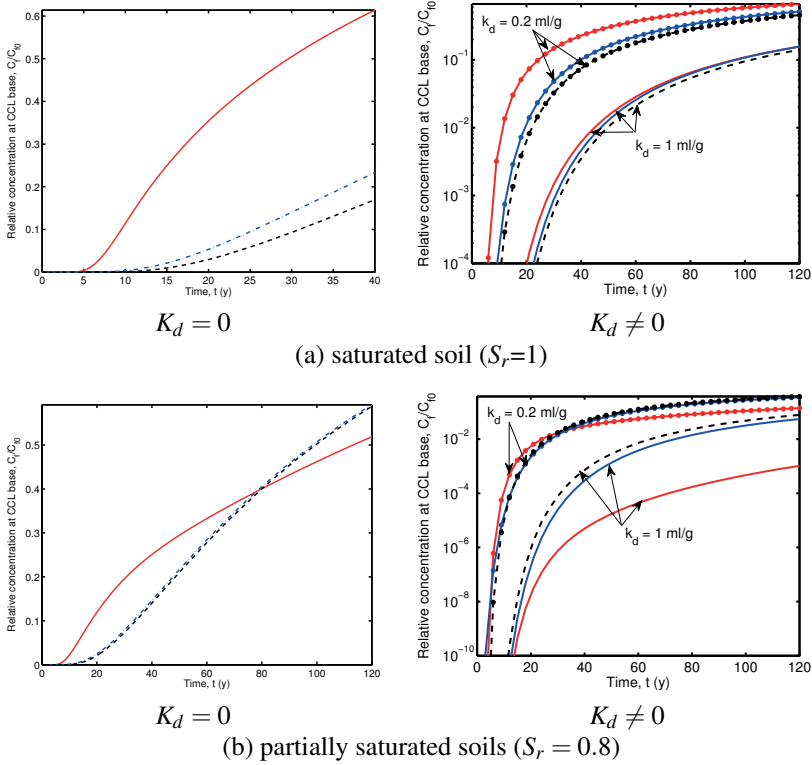 Relative concentration at CCL base, C_f/C_f0
0.6
0.5
0.4
0.3
0.2
0.1
0
0 5 10 15 20 25 30 35 40
Time, t (y)
K_d = 0
Relative concentration at CCL base, C_f/C_f0
10^-1
10^-2
10^-3
10^-4
k_d = 0.2 ml/g
k_d = 1 ml/g
0 20 40 60 80 100 120
Time, t (y)
K_d ≠ 0
(a) saturated soil (S_r=1)
Relative concentration at CCL base, C_f/C_f0
0.5
0.4
0.3
0.2
0.1
0
0 20 40 60 80 100 120
Time, t (y)
K_d = 0
Relative concentration at CCL base, C_f/C_f0
10^-2
10^-4
10^-6
10^-8
10^-10
k_d = 0.2 ml/g
k_d = 1 ml/g
0 20 40 60 80 100 120
Time, t (y)
K_d ≠ 0
(b) partially saturated soils (S_r = 0.8)